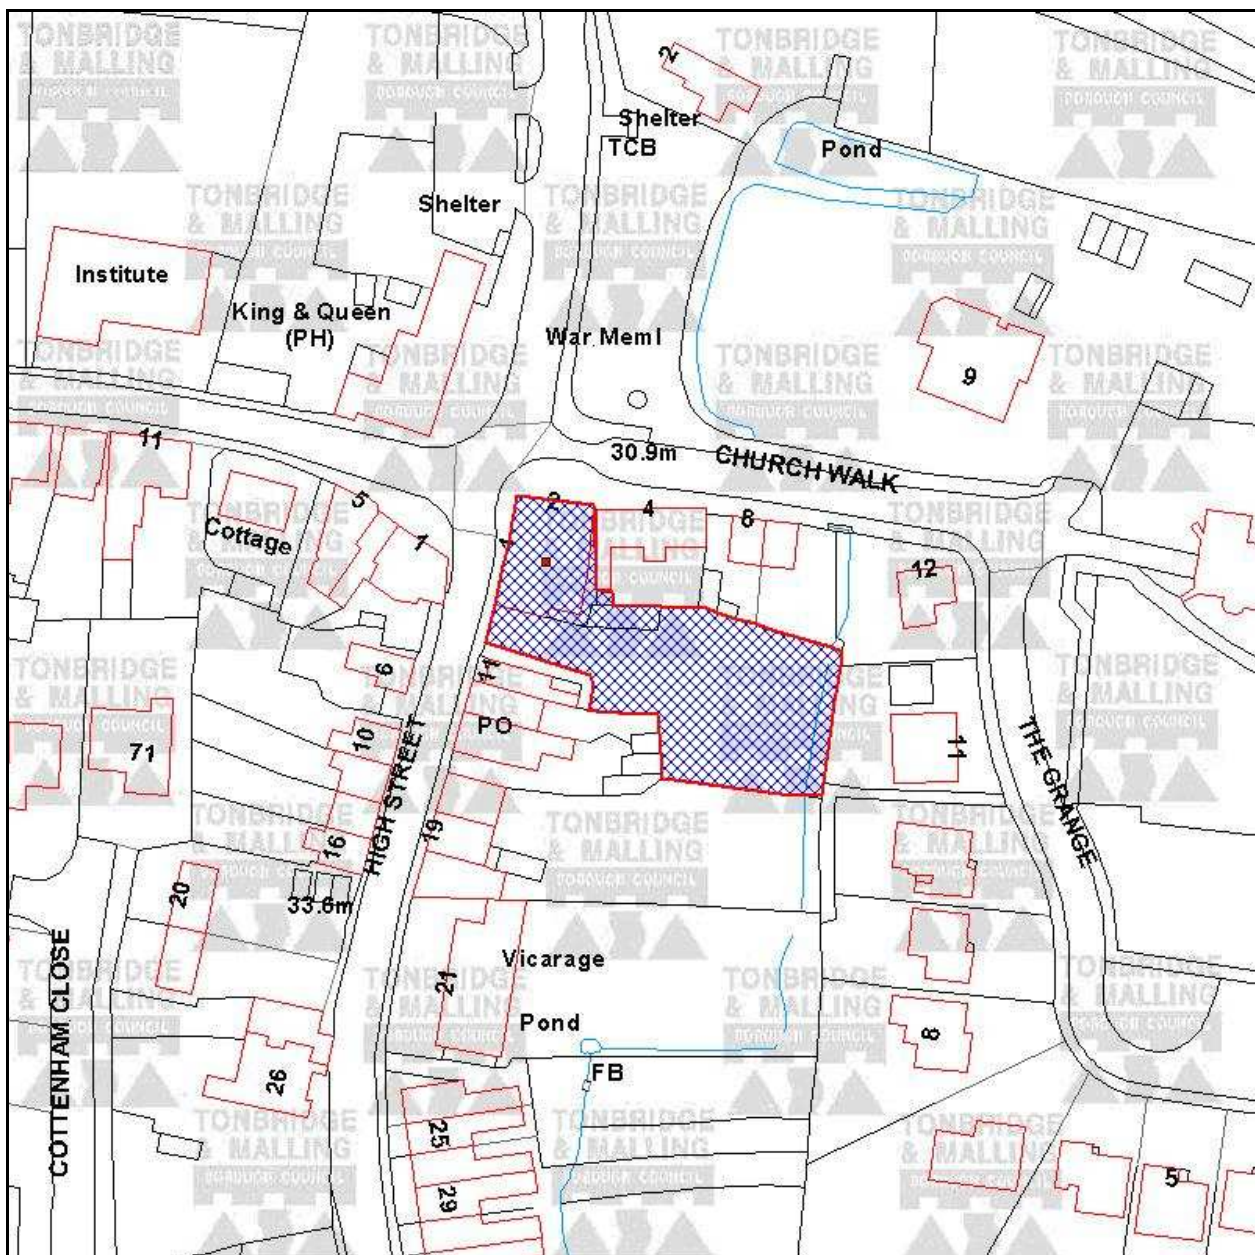 TONBRIDGE
& MALLING
BOROUGH COUNCIL
2
Shelter
TCB
Pond
Shelter
Institute
King & Queen
(PH)
War Meml
9
11
30.9m
CHURCH WALK
Cottage
5
1
2
4
8
1
12
6
11
PO
10
71
11
THE GRANGE
HIGH STREET
19
16
20
33.6m
COTTENHAM CLOSE
Vicarage
21
Pond
8
26
FB
25
29
5